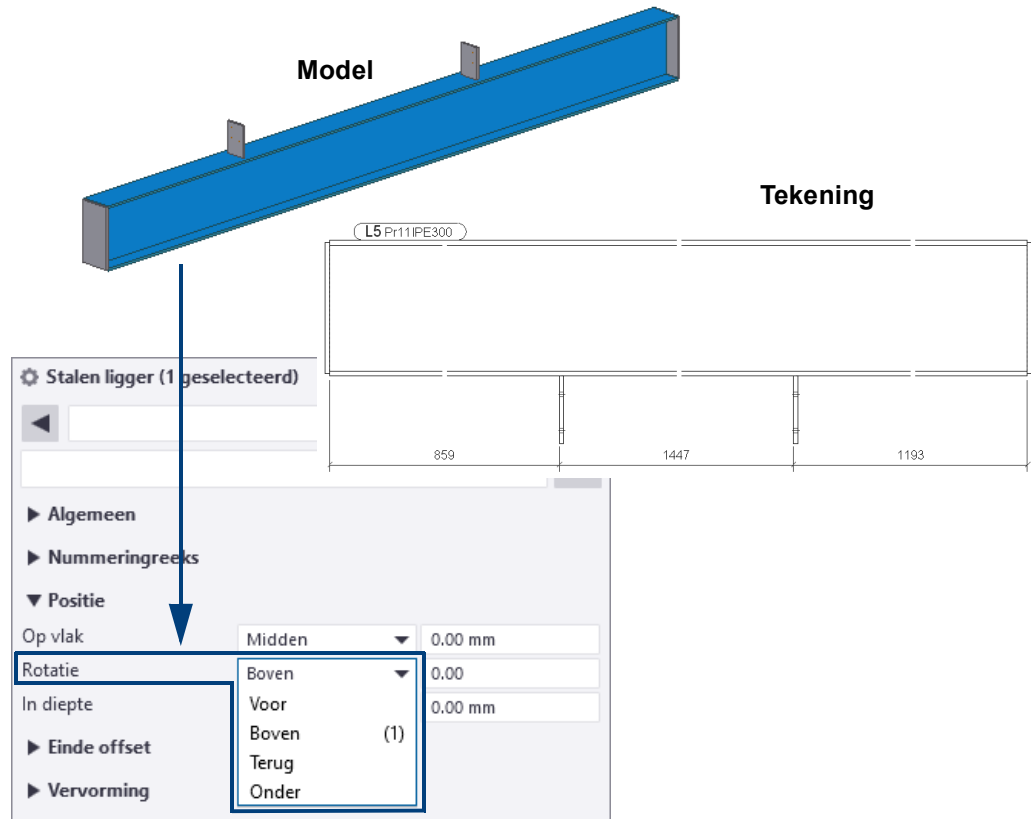 Model
Tekening
L5 Pr11IPE300
859 1447 1193
Stalen ligger (1 geselecteerd)
Algemeen
Nummeringreeks
Positie
Op vlak Midden 0.00 mm
Rotatie Boven 0.00
In diepte Voor 0.00 mm
Boven (1)
Einde offset
Terug
Vervorming Onder